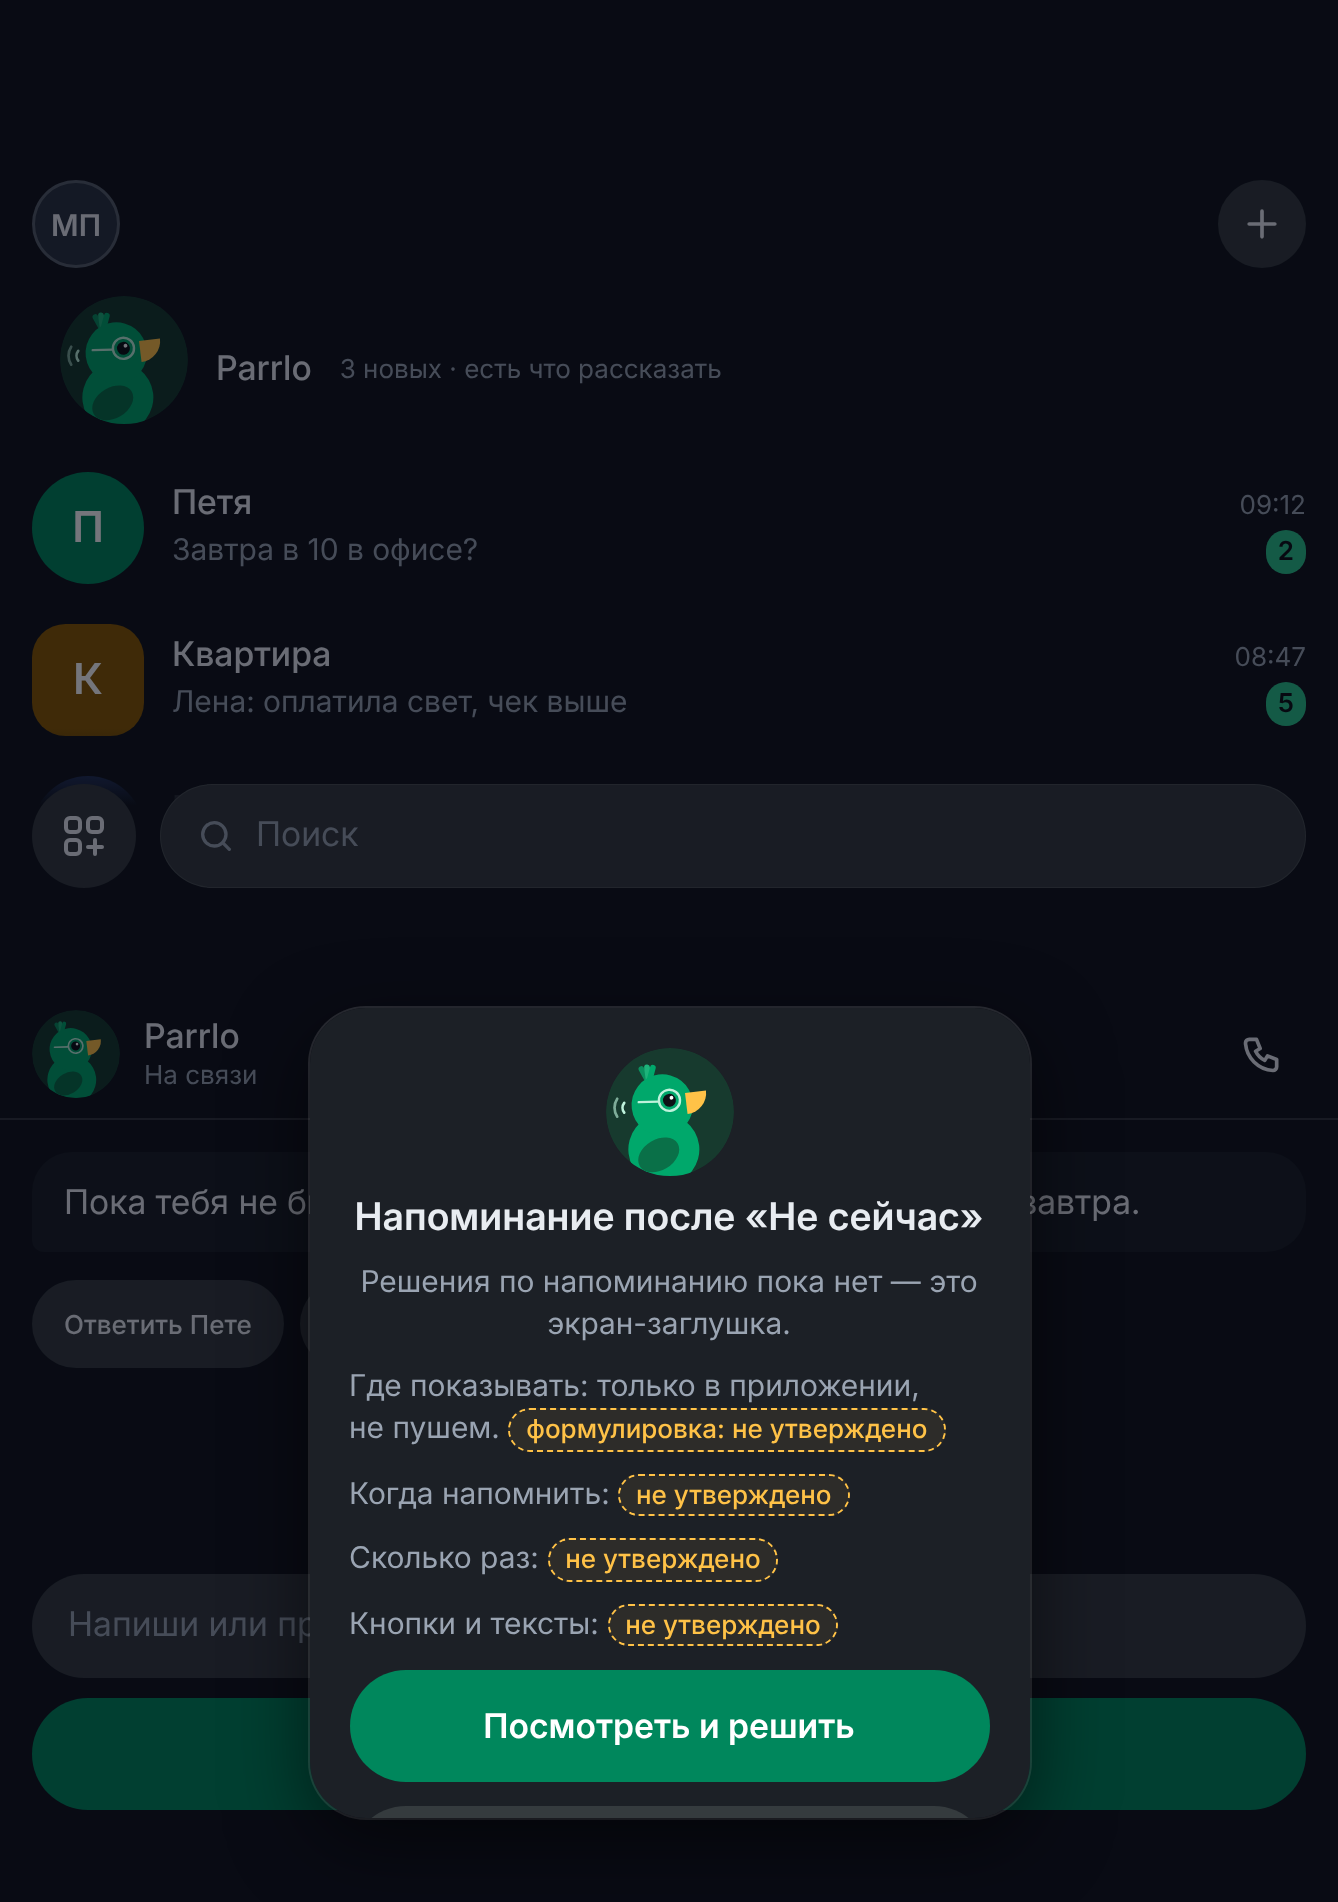 МП
Parrlo 3 новых · есть что рассказать
П
Петя
09:12
Завтра в 10 в офисе?
2
К
Квартира
08:47
Лена: оплатила свет, чек выше
5
Поиск
Parrlo
На связи
Пока тебя не б
завтра.
Ответить Пете
Напоминание после «Не сейчас»
Решения по напоминанию пока нет — это
экран-заглушка.
Где показывать: только в приложении,
не пушем. формулировка: не утверждено
Когда напомнить: не утверждено
Сколько раз: не утверждено
Кнопки и тексты: не утверждено
Напиши или пр
Посмотреть и решить